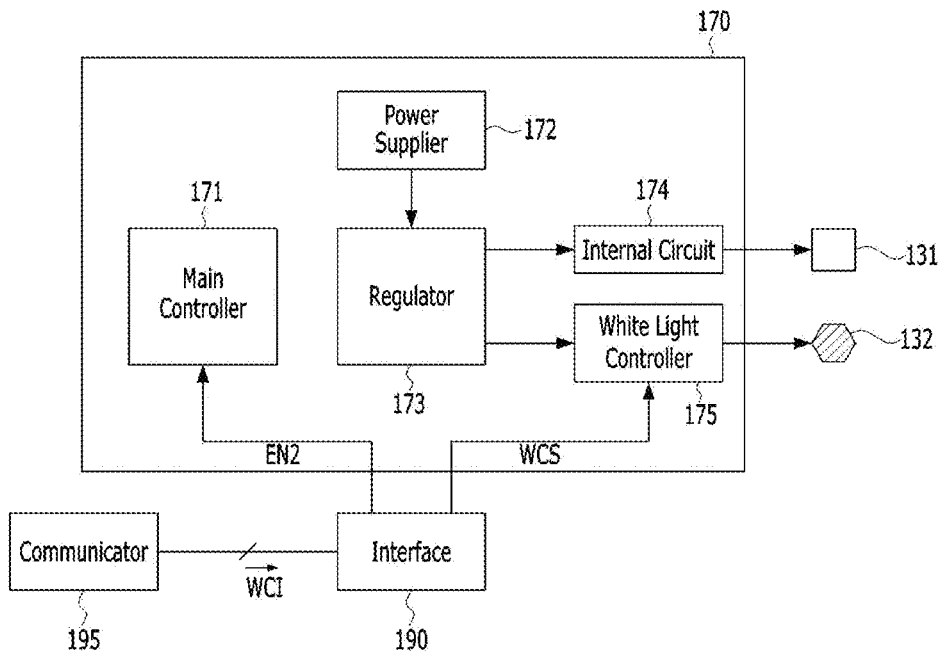 170
Power
Supplier
172
171
174
Main
Controller
Regulator
Internal Circuit
131
White Light
Controller
132
173
175
EN2
WCS
Communicator
WCI
Interface
195
190